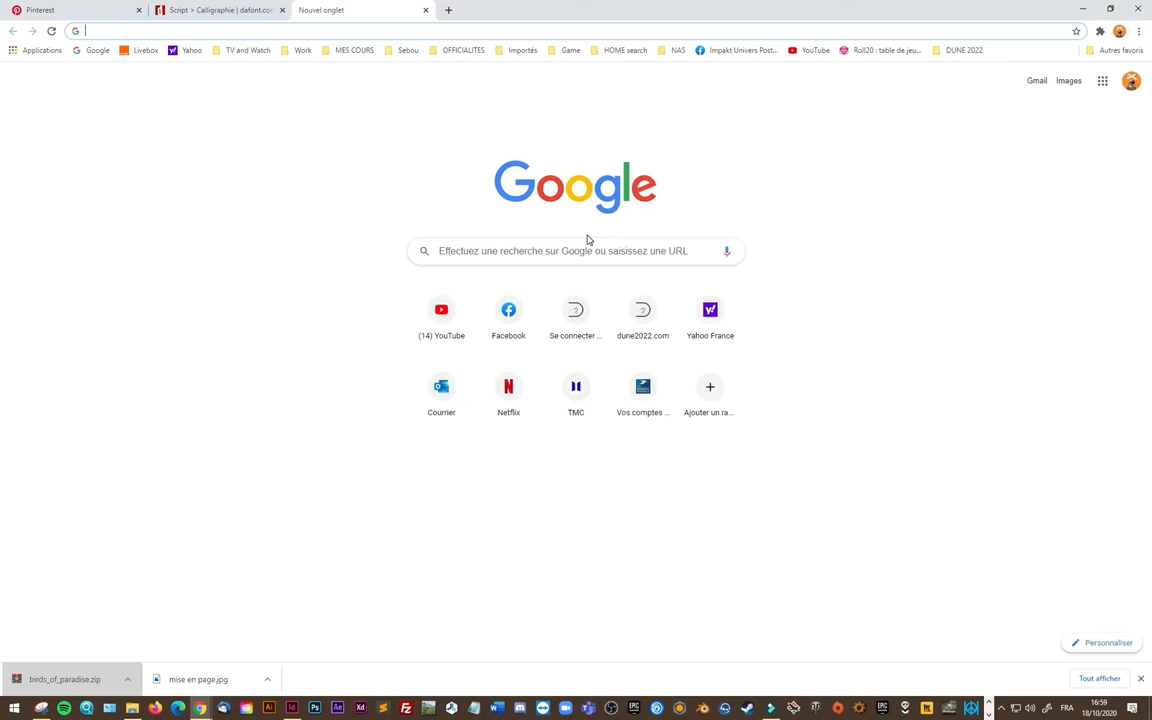 Pinterest
Script > Calligraphie | dafont.com
Nouvel onglet
Applications
Google
Livebox
Yahoo
TV and Watch
Work
MES COURS
Sebou
OFFICIALITES
Importés
Game
HOME search
NAS
Impakt Univers Post...
YouTube
Roll20 : table de jeu...
DUNE 2022
Autres favoris
Gmail
Images
Google
Effectuez une recherche sur Google ou saisissez une URL
(14) YouTube
Facebook
Se connecter ...
dune2022.com
Yahoo France
Courrier
Netflix
TMC
Vos comptes ...
Ajouter un ra...
Personnaliser
birds_of_paradise.zip
mise en page.jpg
Tout afficher
FRA
16:59
18/10/2020